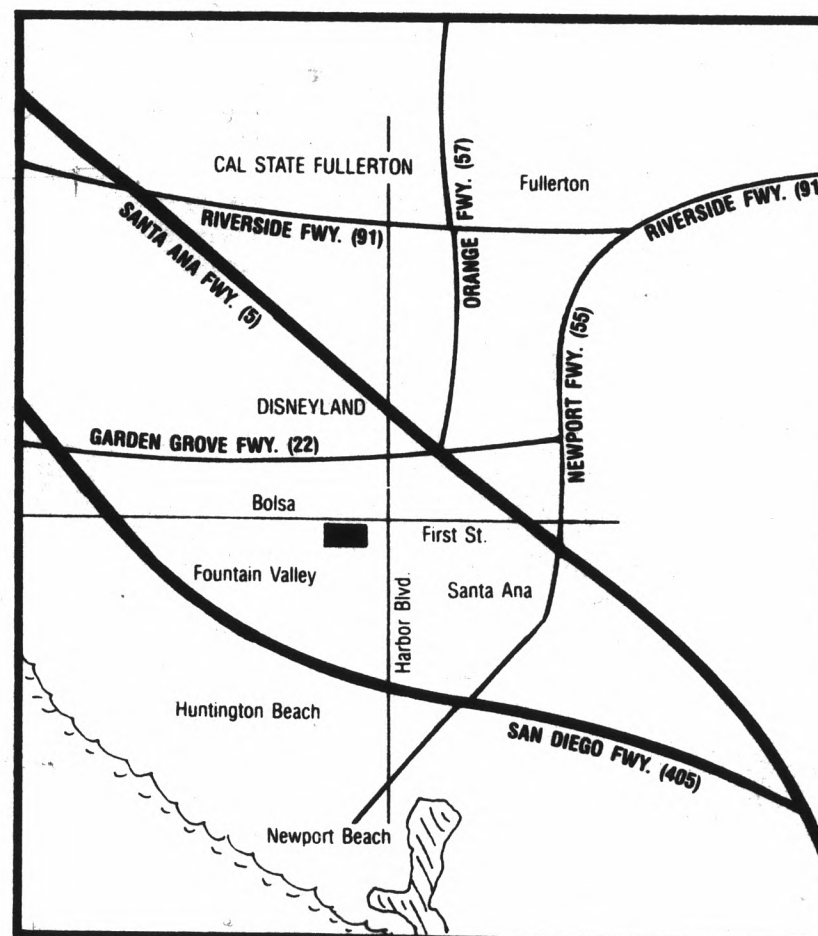 CAL STATE FULLERTON
ORANGE FWY. (57)
Fullerton
RIVERSIDE FWY. (91
SANTA ANA FWY. (5)
RIVERSIDE FWY. (91)
NEWPORT FWY. (55)
DISNEYLAND
GARDEN GROVE FWY. (22)
Bolsa
First St.
Fountain Valley
Harbor Blvd.
Santa Ana
Huntington Beach
SAN DIEGO FWY. (405)
Newport Beach